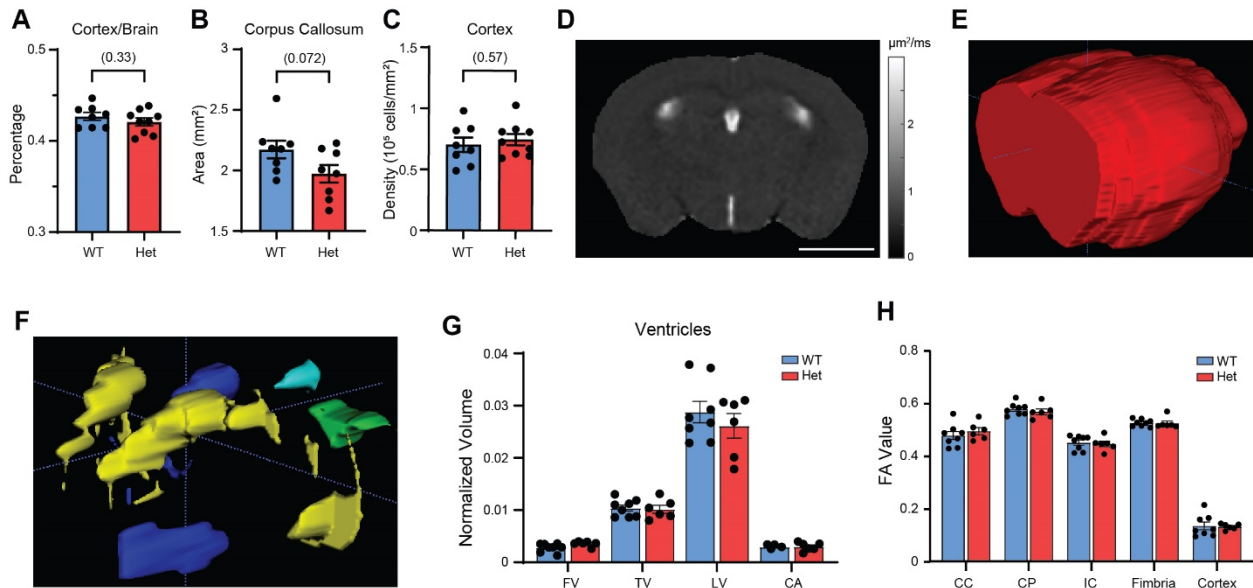 A
Cortex/Brain
(0.33)
Percentage
0.5
0.4
0.3
WT Het
B
Corpus Callosum
(0.072)
Area (mm²)
3
2.5
2
1.5
WT Het
C
Cortex
(0.57)
Density (10⁵ cells/mm²)
1.5
1
0.5
0
WT Het
D
µm²/ms
2
1
0
E
F
G
Ventricles
WT
Het
Normalized Volume
0.04
0.03
0.02
0.01
0
FV TV LV CA
H
WT
Het
FA Value
0.8
0.6
0.4
0.2
0
CC CP IC Fimbria Cortex